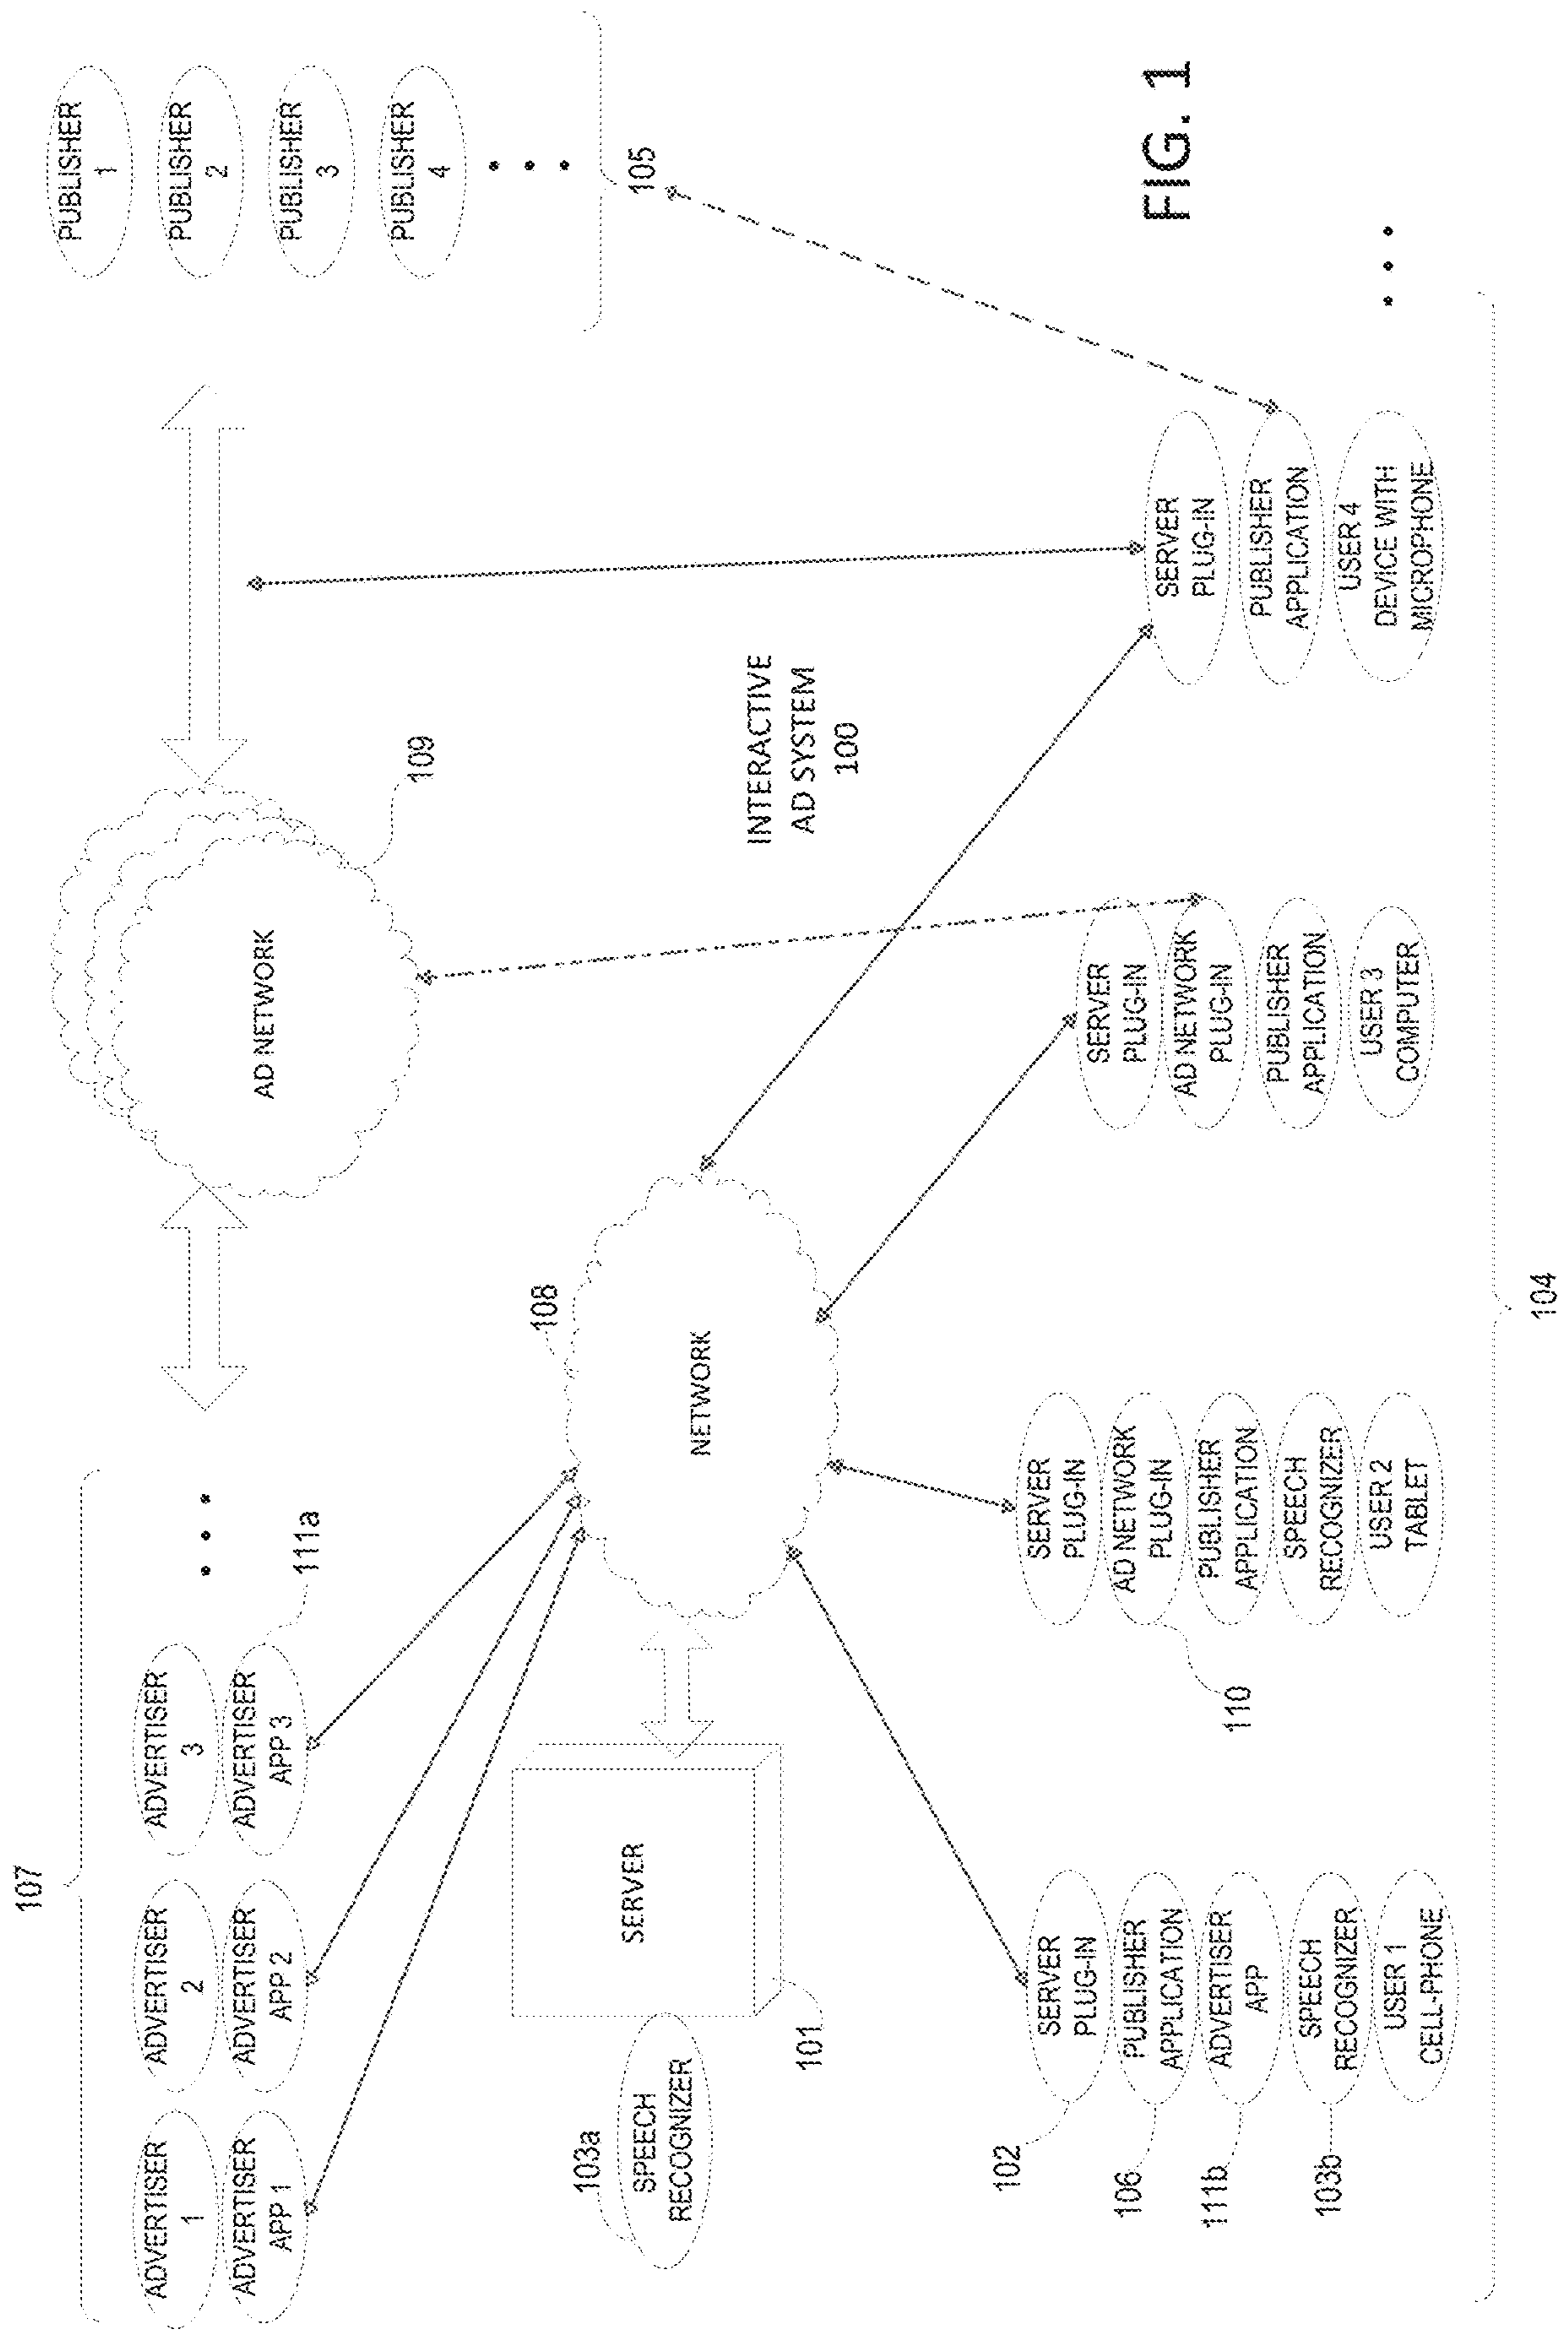 107
ADVERTISER
1
ADVERTISER
APP 1
ADVERTISER
2
ADVERTISER
APP 2
ADVERTISER
3
ADVERTISER
APP 3
111a
AD NETWORK
109
PUBLISHER
1
PUBLISHER
2
PUBLISHER
3
PUBLISHER
4
105
103a
SPEECH
RECOGNIZER
SERVER
101
108
NETWORK
INTERACTIVE
AD SYSTEM
100
102
106
111b
103b
SERVER
PLUG-IN
PUBLISHER
APPLICATION
ADVERTISER
APP
SPEECH
RECOGNIZER
USER 1
CELL-PHONE
110
SERVER
PLUG-IN
AD NETWORK
PLUG-IN
PUBLISHER
APPLICATION
SPEECH
RECOGNIZER
USER 2
TABLET
SERVER
PLUG-IN
AD NETWORK
PLUG-IN
PUBLISHER
APPLICATION
USER 3
COMPUTER
SERVER
PLUG-IN
PUBLISHER
APPLICATION
USER 4
DEVICE WITH
MICROPHONE
104
FIG. 1